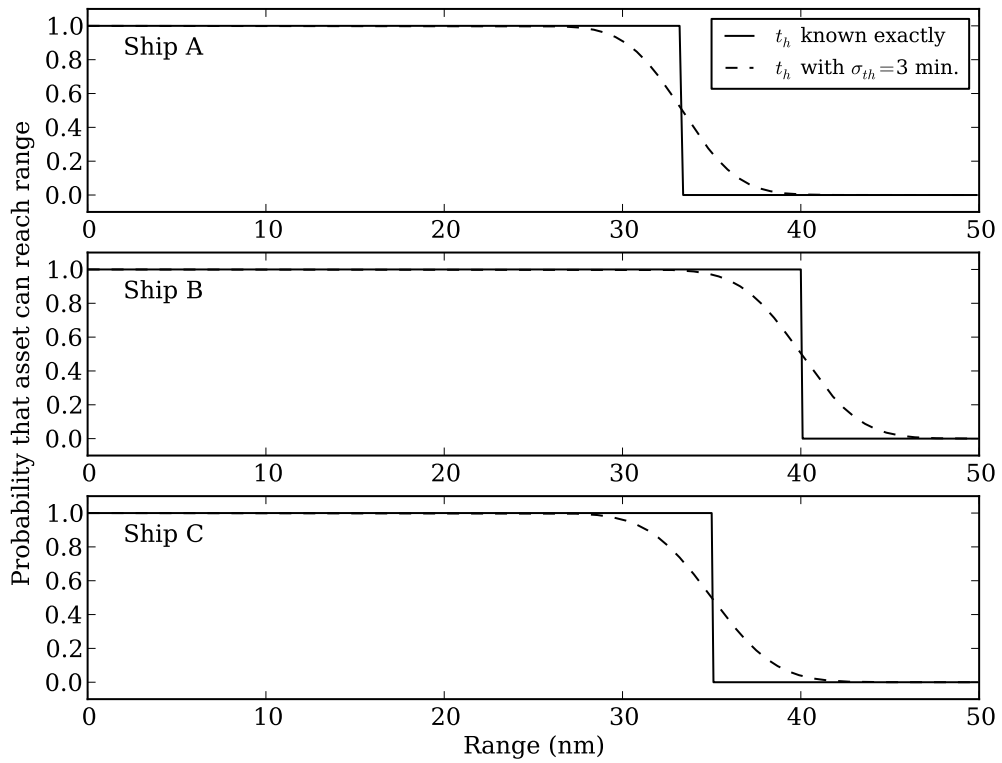 Probability that asset can reach range
1.0
0.8
0.6
0.4
0.2
0.0
Ship A
t_h known exactly
t_h with σ_th=3 min.
0 10 20 30 40 50
1.0
0.8
0.6
0.4
0.2
0.0
Ship B
0 10 20 30 40 50
1.0
0.8
0.6
0.4
0.2
0.0
Ship C
0 10 20 30 40 50
Range (nm)